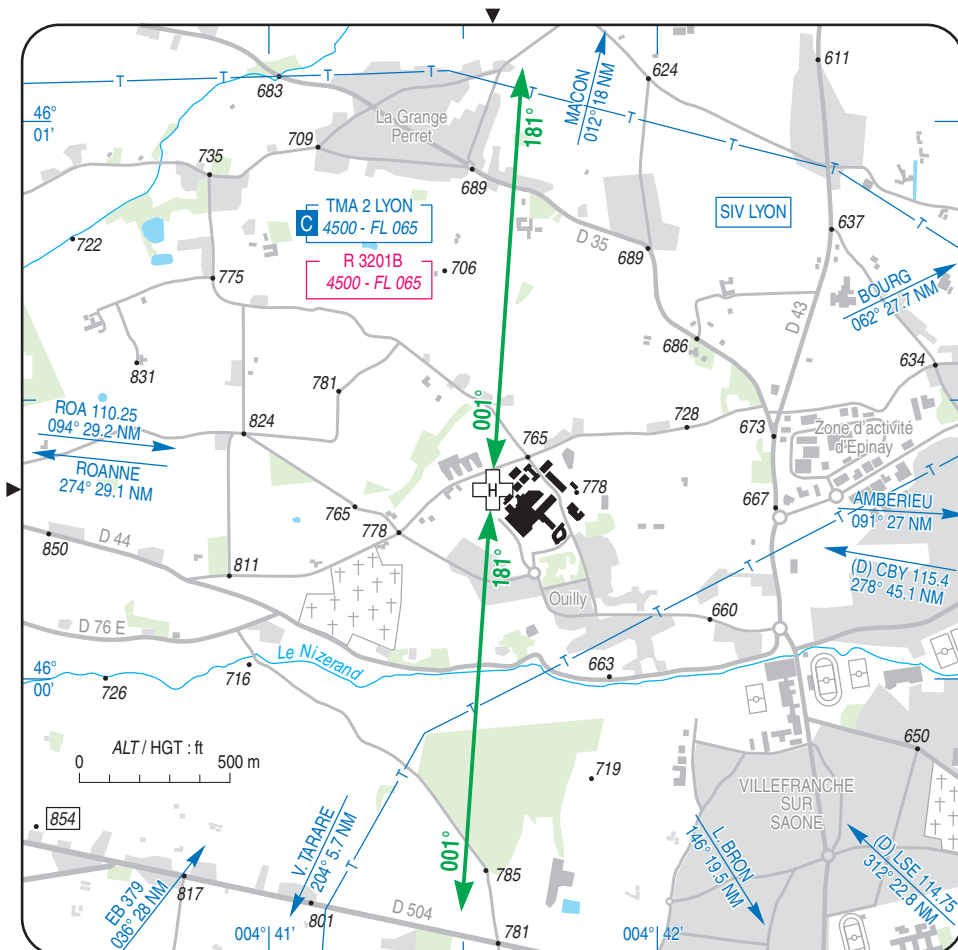 624
611
683
MACON
012° 18 NM
46°
01'
La Grange
Perret
181°
709
735
689
TMA 2 LYON
C 4500 - FL 065
SIV LYON
637
722
D 35
689
R 3201B
4500 - FL 065
706
775
BOURG
062° 27.7 NM
D 43
686
831
781
634
ROA 110.25
094° 29.2 NM
001°
728
824
765
673
Zone d'activité
d'Epinay
ROANNE
274° 29.1 NM
H
778
667
AMBERIEU
091° 27 NM
765
778
850
D 44
181°
(D) CBY 115.4
278° 45.1 NM
811
Ouilly
660
D 76 E
Le Nizerand
46°
00'
716
663
726
ALT / HGT : ft
0 500 m
650
719
VILLEFRANCHE
SUR
SAONE
854
V. TARARE
204° 5.7 NM
L. BRON
146° 19.5 NM
(D) LSE 114.75
312° 22.8 NM
001°
785
EB 379
036° 28 NM
817
801
D 504
004° 41'
781
004° 42'
T
T
T
T
T
T
T
T
T
T
T
T